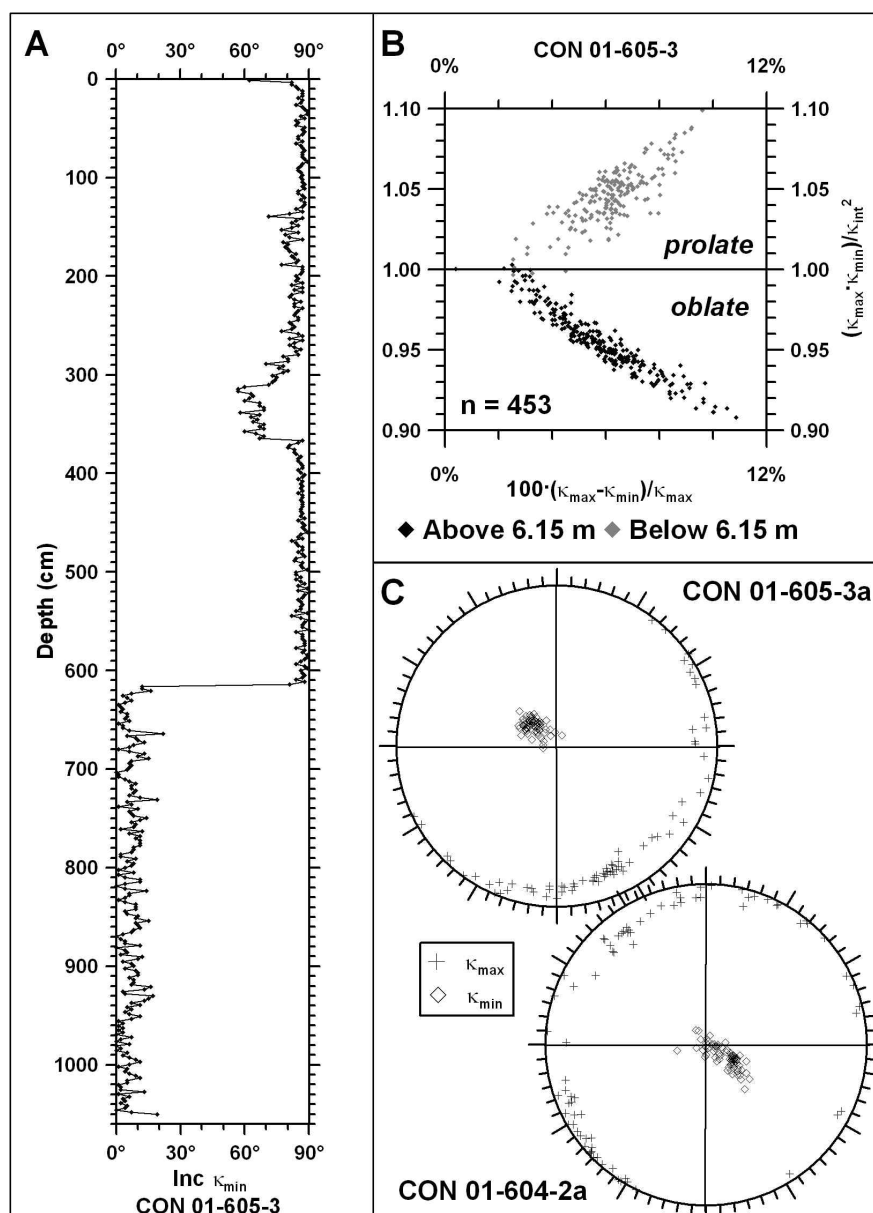 A
0° 30° 60° 90°
0
100
200
300
400
500
600
700
800
900
1000
Depth (cm)
0° 30° 60° 90°
Inc κmin
CON 01-605-3
B
CON 01-605-3
0% 12%
1.10 1.10
1.05 1.05
1.00 1.00
0.95 0.95
0.90 0.90
prolate
oblate
n = 453
(κmax·κmin)/κint²
0% 12%
100·(κmax-κmin)/κmax
◆ Above 6.15 m ◆ Below 6.15 m
C
CON 01-605-3a
+ κmax
◇ κmin
CON 01-604-2a